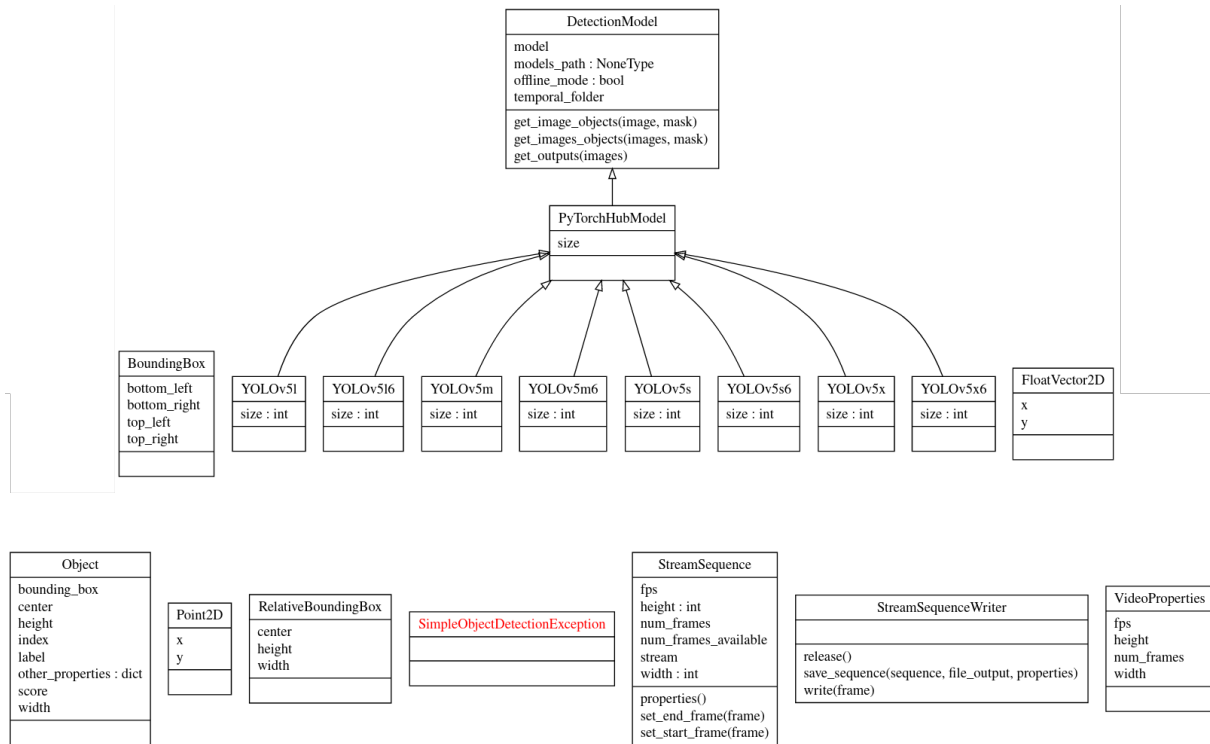 DetectionModel
model
models_path : NoneType
offline_mode : bool
temporal_folder
get_image_objects(image, mask)
get_images_objects(images, mask)
get_outputs(images)
PyTorchHubModel
size
BoundingBox
bottom_left
bottom_right
top_left
top_right
YOLOv5l
size : int
YOLOv5l6
size : int
YOLOv5m
size : int
YOLOv5m6
size : int
YOLOv5s
size : int
YOLOv5s6
size : int
YOLOv5x
size : int
YOLOv5x6
size : int
FloatVector2D
x
y
Object
bounding_box
center
height
index
label
other_properties : dict
score
width
Point2D
x
y
RelativeBoundingBox
center
height
width
SimpleObjectDetectionException
StreamSequence
fps
height : int
num_frames
num_frames_available
stream
width : int
properties()
set_end_frame(frame)
set_start_frame(frame)
StreamSequenceWriter
release()
save_sequence(sequence, file_output, properties)
write(frame)
VideoProperties
fps
height
num_frames
width